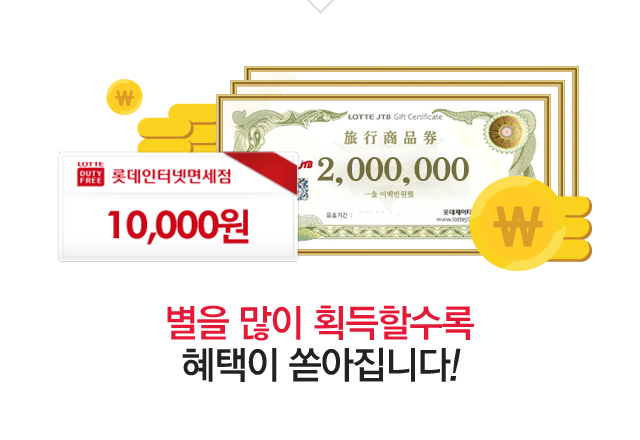 LOTTE JTB Gift Certificate
旅行商品券
JTB
2,000,000
一金 이백만원整
유효기간 :
롯데제이티
www.lottejt
LOTTE
DUTY
FREE
롯데인터넷면세점
10,000원
₩
₩
별을 많이 획득할수록
혜택이 쏟아집니다!